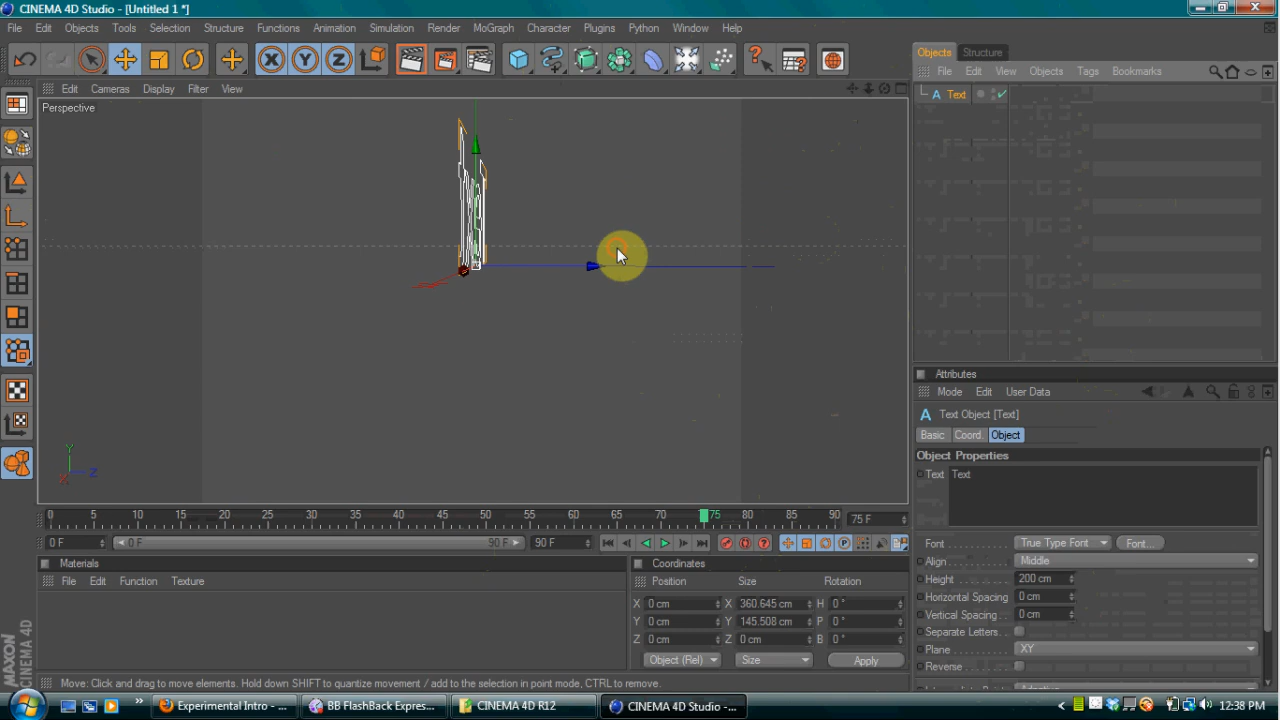 CINEMA 4D Studio - [Untitled 1 *]
File Edit Objects Tools Selection Functions Structure Animation Simulation Render MoGraph Character Plugins Python Window Help
Objects Structure
File Edit View Objects Tags Bookmarks
Edit Cameras Display Filter View
Perspective
A Text
X Y Z
Y
Z
X
Attributes
Mode Edit User Data
A Text Object [Text]
Basic Coord. Object
Object Properties
Text Text
0 5 10 15 20 25 30 35 40 45 50 55 60 65 70 75 80 85 90 75 F
0 F 0 F 90 F 90 F
Font True Type Font Font...
Align Middle
Height 200 cm
Horizontal Spacing 0 cm
Vertical Spacing 0 cm
Separate Letters
Plane XY
Reverse
Materials
File Edit Function Texture
Coordinates
Position Size Rotation
X 0 cm X 360.645 cm H 0 °
Y 0 cm Y 145.508 cm P 0 °
Z 0 cm Z 0 cm B 0 °
Object (Rel) Size Apply
MAXON
CINEMA 4D
Move: Click and drag to move elements. Hold down SHIFT to quantize movement / add to the selection in point mode, CTRL to remove.
Experimental Intro - ... BB FlashBack Expres... CINEMA 4D R12 CINEMA 4D Studio -... 12:38 PM